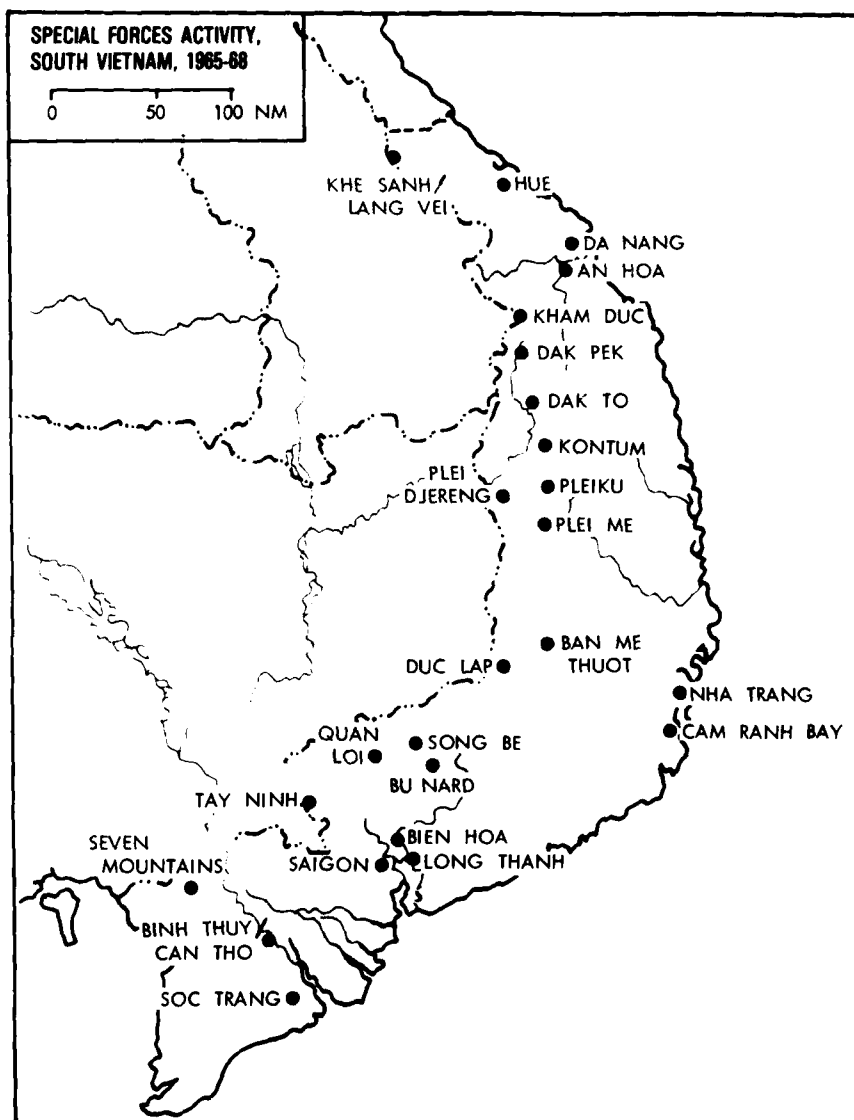 SPECIAL FORCES ACTIVITY,
SOUTH VIETNAM, 1965-68
0 50 100 NM
KHE SANH/
LANG VEI
HUE
DA NANG
AN HOA
KHAM DUC
DAK PEK
DAK TO
KONTUM
PLEI
DJERENG
PLEIKU
PLEI ME
BAN ME
THUOT
DUC LAP
NHA TRANG
CAM RANH BAY
QUAN
LOI
SONG BE
BU NARD
TAY NINH
BIEN HOA
SEVEN
MOUNTAINS
SAIGON
LONG THANH
BINH THUY/
CAN THO
SOC TRANG